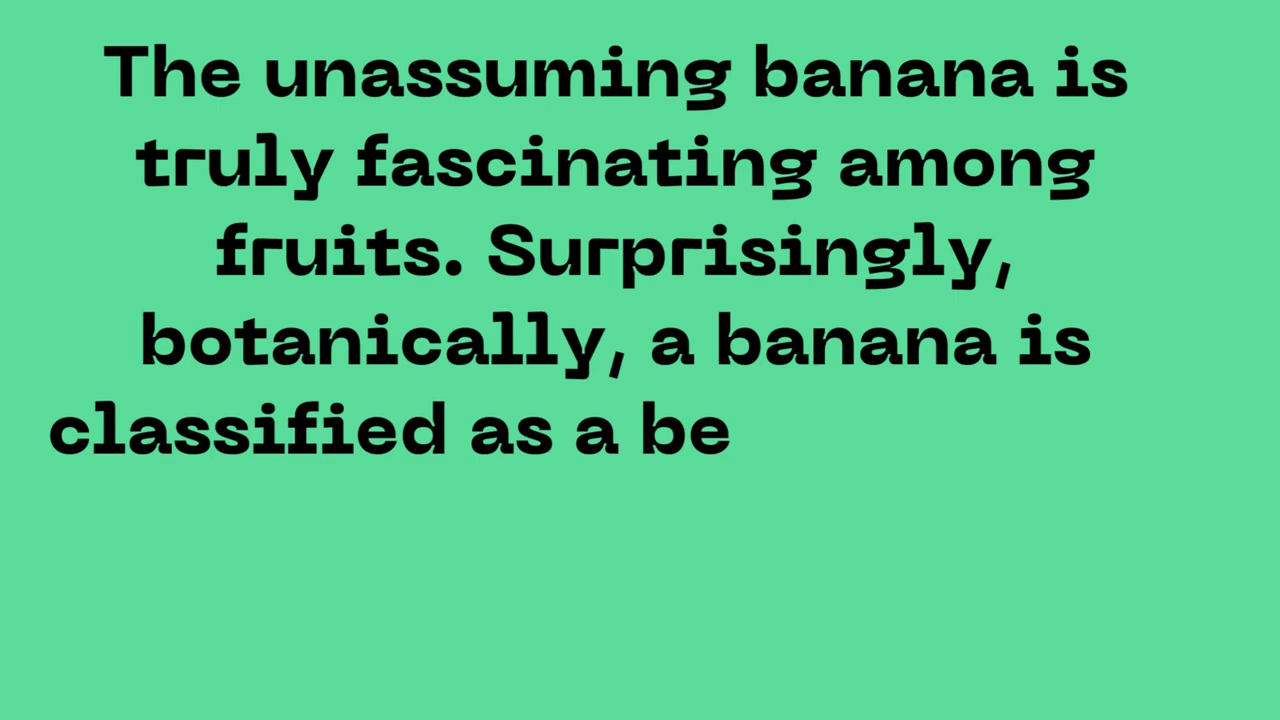 The unassuming banana is
truly fascinating among
fruits. Surprisingly,
botanically, a banana is
classified as a be